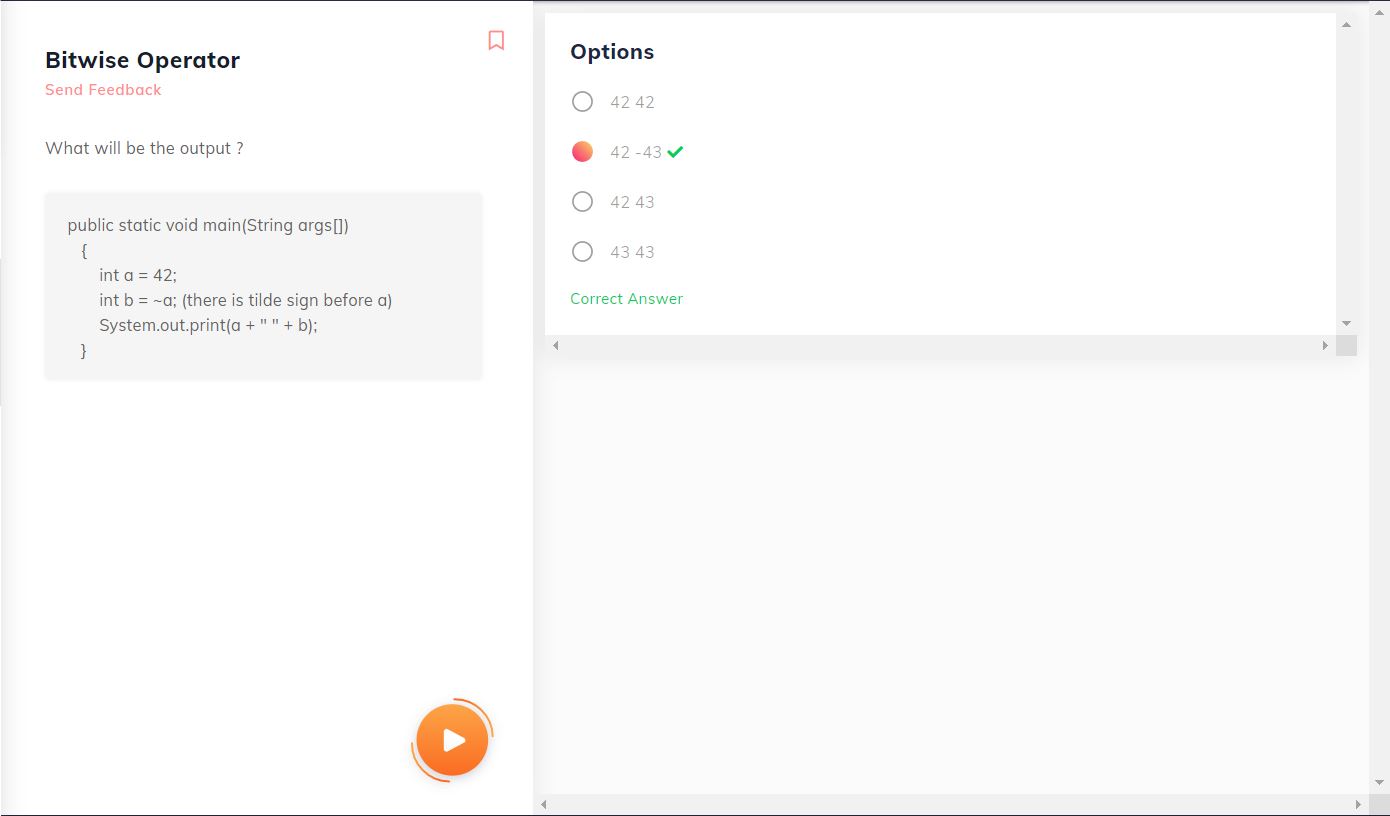 Bitwise Operator
Send Feedback
What will be the output ?
public static void main(String args[])
{
int a = 42;
int b = ~a; (there is tilde sign before a)
System.out.print(a + " " + b);
}
Options
42 42
42 -43
42 43
43 43
Correct Answer